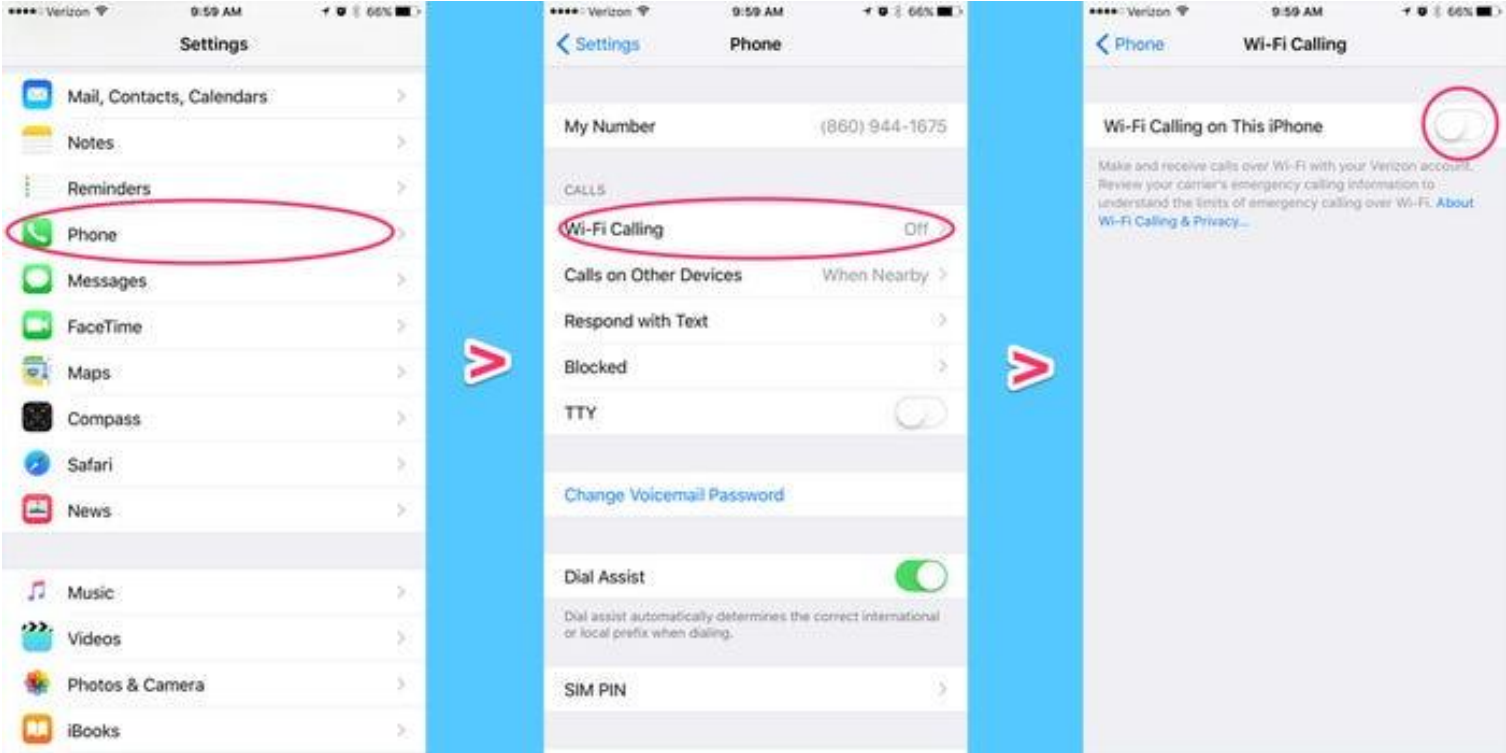 Verizon 9:59 AM 66%
Settings
Mail, Contacts, Calendars
Notes
Reminders
Phone
Messages
FaceTime
Maps
Compass
Safari
News
Music
Videos
Photos & Camera
iBooks
>
Verizon 9:59 AM 66%
Settings Phone
My Number (860) 944-1675
CALLS
Wi-Fi Calling Off
Calls on Other Devices When Nearby
Respond with Text
Blocked
TTY
Change Voicemail Password
Dial Assist
Dial assist automatically determines the correct international
or local prefix when dialing.
SIM PIN
>
Verizon 9:59 AM 66%
Phone Wi-Fi Calling
Wi-Fi Calling on This iPhone
Make and receive calls over Wi-Fi with your Verizon account.
Review your carrier's emergency calling information to
understand the limits of emergency calling over Wi-Fi. About
Wi-Fi Calling & Privacy...